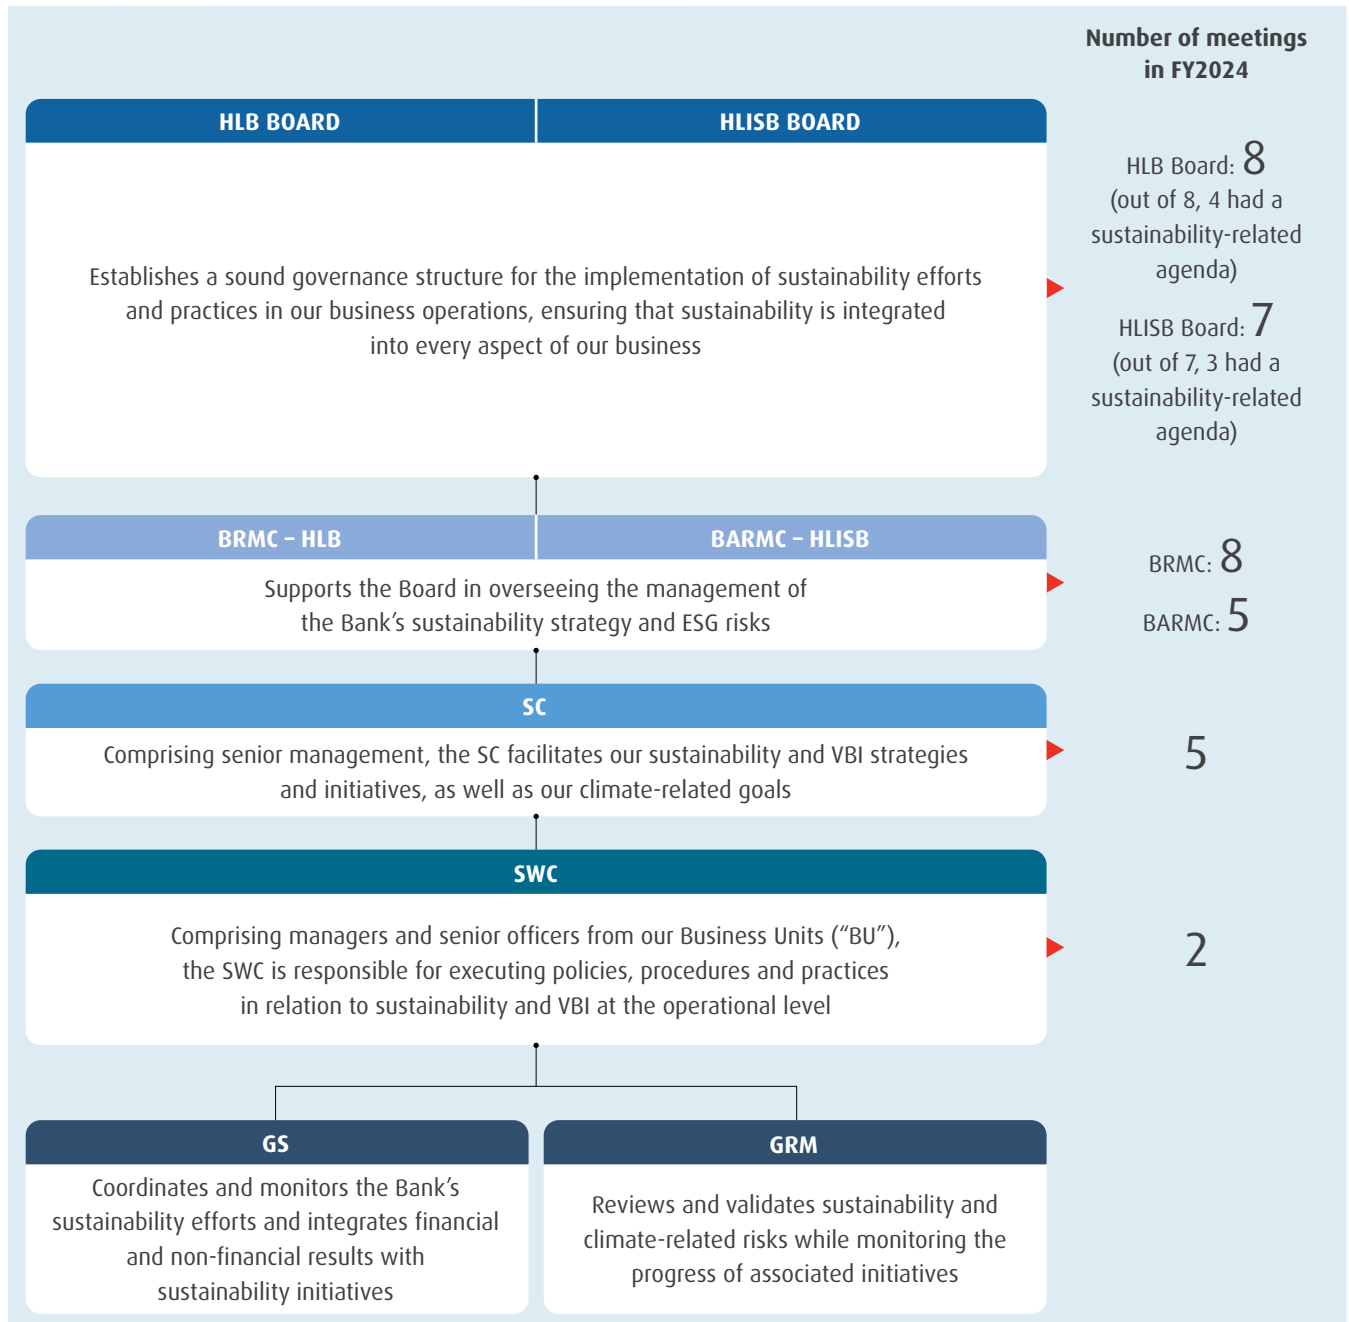 Number of meetings
in FY2024
HLB BOARD
HLISB BOARD
Establishes a sound governance structure for the implementation of sustainability efforts
and practices in our business operations, ensuring that sustainability is integrated
into every aspect of our business
HLB Board: 8
(out of 8, 4 had a
sustainability-related
agenda)
HLISB Board: 7
(out of 7, 3 had a
sustainability-related
agenda)
BRMC – HLB
BARMC – HLISB
Supports the Board in overseeing the management of
the Bank’s sustainability strategy and ESG risks
BRMC: 8
BARMC: 5
SC
Comprising senior management, the SC facilitates our sustainability and VBI strategies
and initiatives, as well as our climate-related goals
5
SWC
Comprising managers and senior officers from our Business Units (“BU”),
the SWC is responsible for executing policies, procedures and practices
in relation to sustainability and VBI at the operational level
2
GS
Coordinates and monitors the Bank’s
sustainability efforts and integrates financial
and non-financial results with
sustainability initiatives
GRM
Reviews and validates sustainability and
climate-related risks while monitoring the
progress of associated initiatives